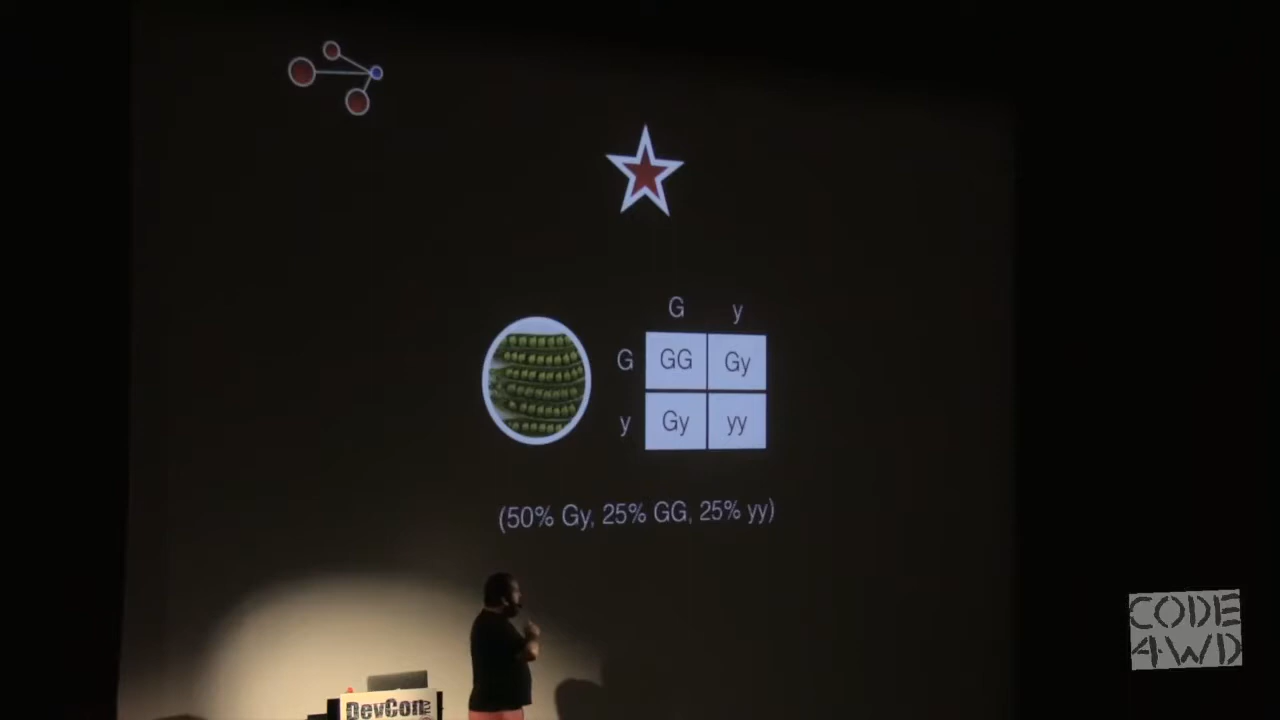 G y
G GG Gy
y Gy yy
(50% Gy, 25% GG, 25% yy)
DevCon
CODE
4WD